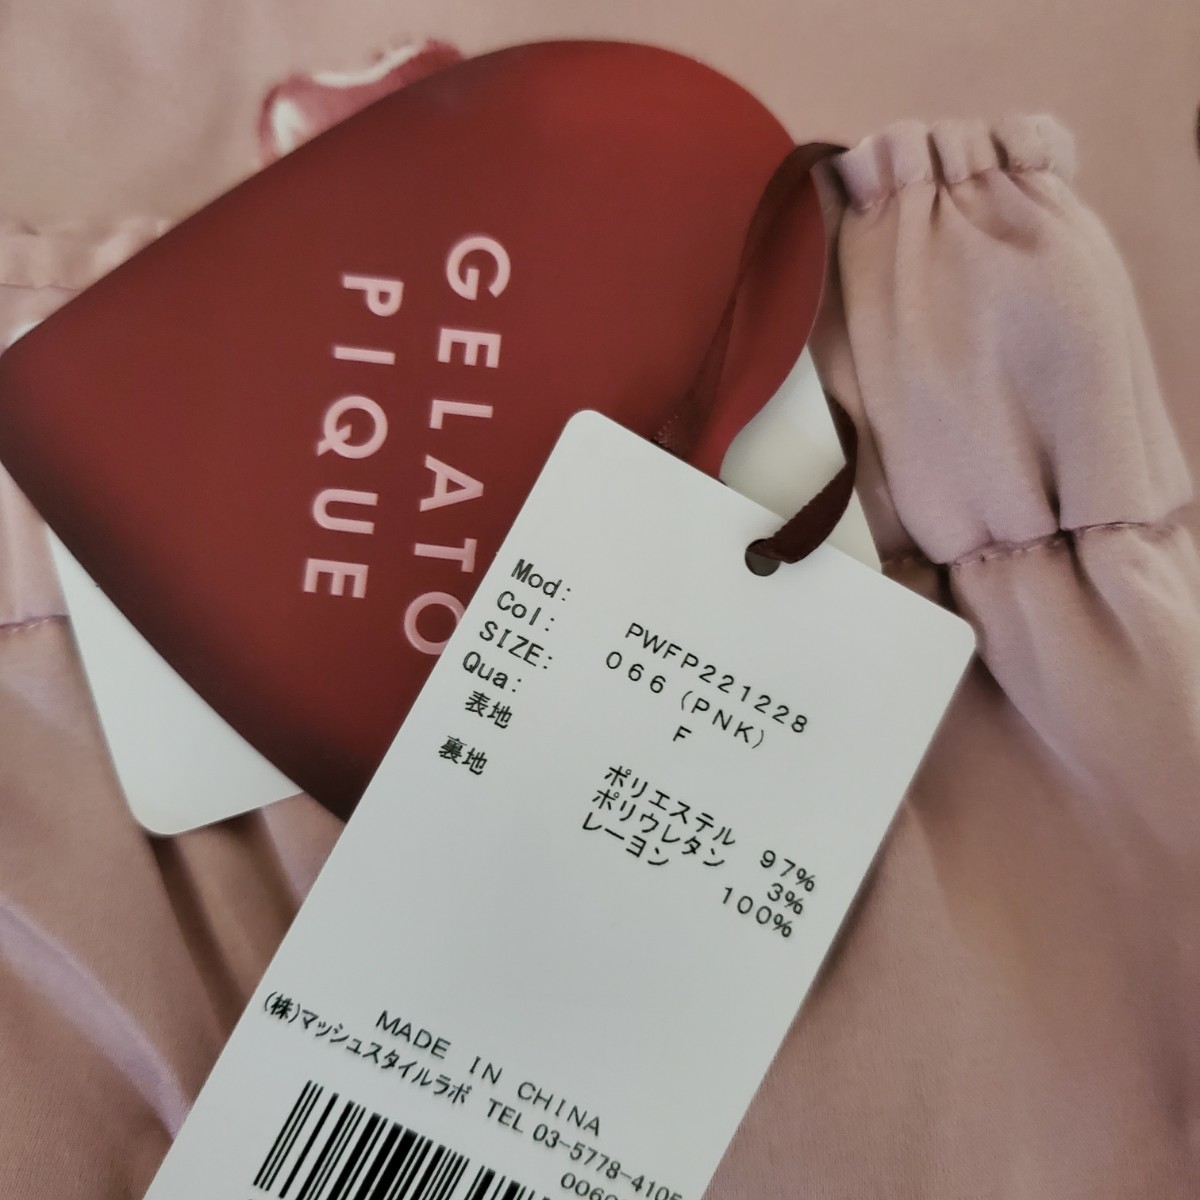 GELATO
PIQUE
Mod: PWFP221228
Col: 066(PNK)
SIZE: F
Qua:
表地 ポリエステル 97%
ポリウレタン 3%
裏地 レーヨン 100%
MADE IN CHINA
(株)マッシュスタイルラボ TEL 03-5778-4105